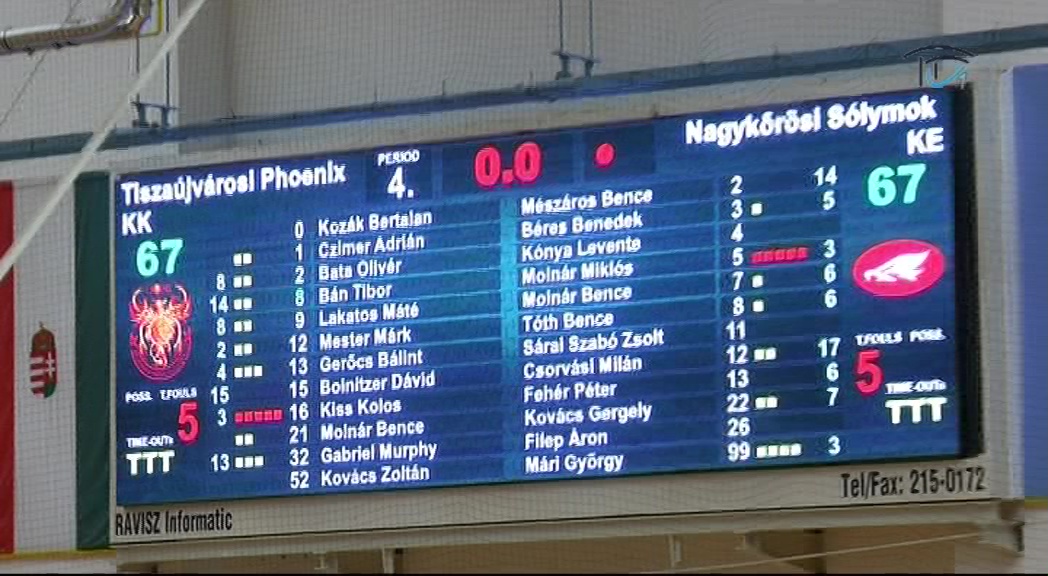 Tiszaújvárosi Phoenix
KK
67
PERIOD
4.
0.0
Nagykőrösi Sólymok
KE
67
0 Kozák Bertalan
1 Czimer Adrián
8 2 Bata Olivér
14 8 Bán Tibor
8 9 Lakatos Máté
2 12 Mester Márk
4 13 Gerőcs Bálint
15 15 Bolnitzer Dávid
3 16 Kiss Kolos
21 Molnár Bence
13 32 Gabriel Murphy
52 Kovács Zoltán
POSS. T.FOULS
5
TIME-OUTs
TTT
Mészáros Bence 2 14
Béres Benedek 3 5
Kónya Levente 4
Molnár Miklós 5 3
Molnár Bence 7 6
Tóth Bence 8 6
Sárai Szabó Zsolt 11
Csorvási Milán 12 17
Fehér Péter 13 6
Kovács Gergely 22 7
Filep Áron 26
Mári György 99 3
T.FOULS POSS.
5
TIME-OUTs
TTT
RAVISZ Informatic
Tel/Fax: 215-0172